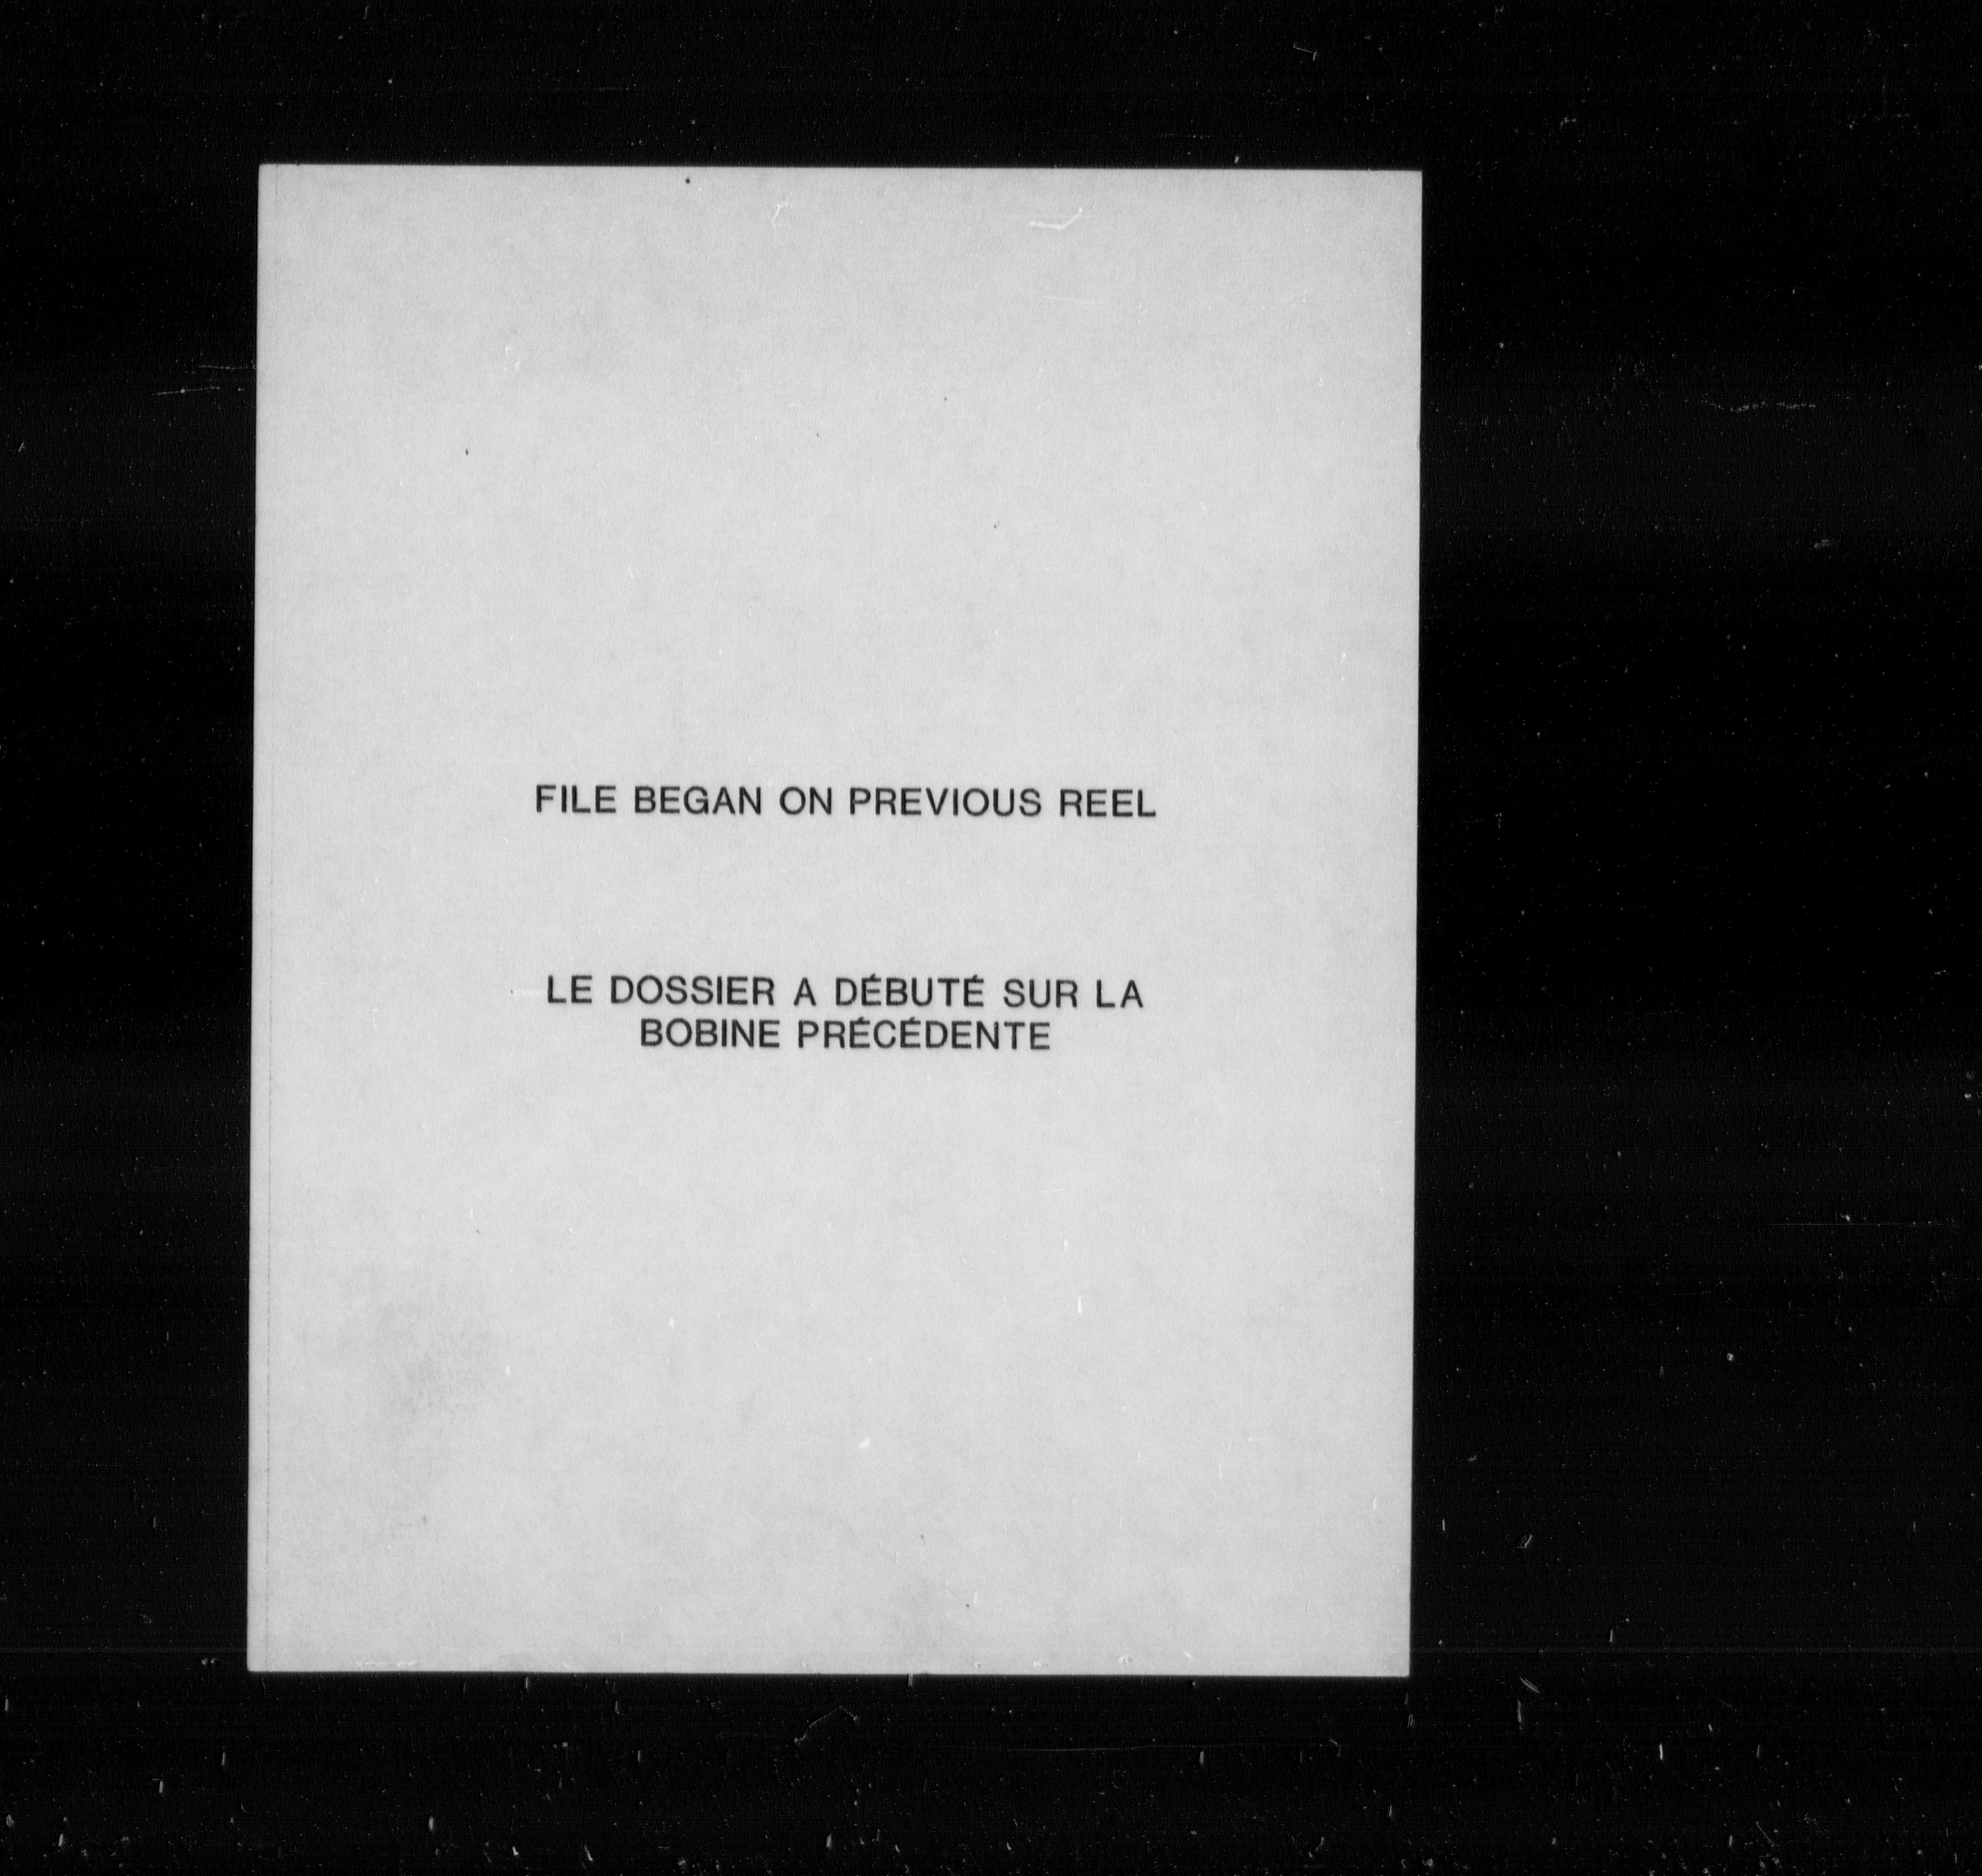 FILE BEGAN ON PREVIOUS REEL
LE DOSSIER A DÉBUTÉ SUR LA
BOBINE PRÉCÉDENTE